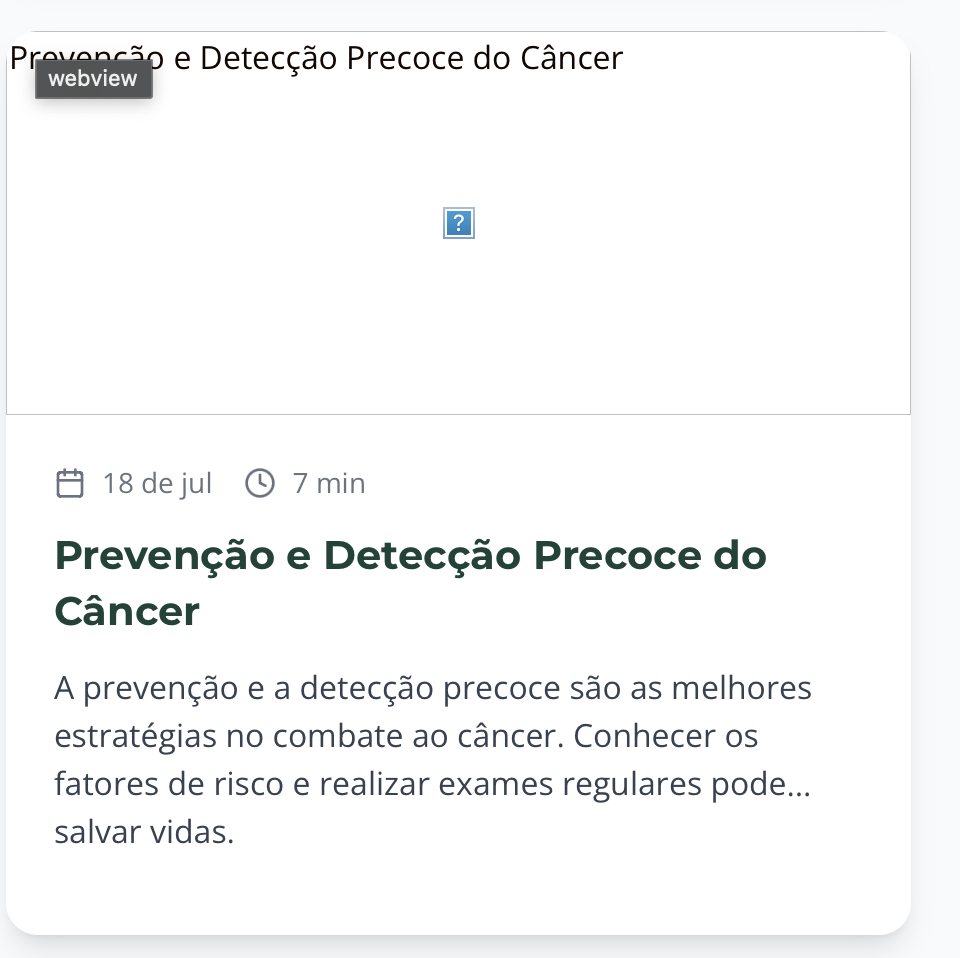 Prevenção e Detecção Precoce do Câncer
webview
?
18 de jul 7 min
Prevenção e Detecção Precoce do
Câncer
A prevenção e a detecção precoce são as melhores
estratégias no combate ao câncer. Conhecer os
fatores de risco e realizar exames regulares pode...
salvar vidas.